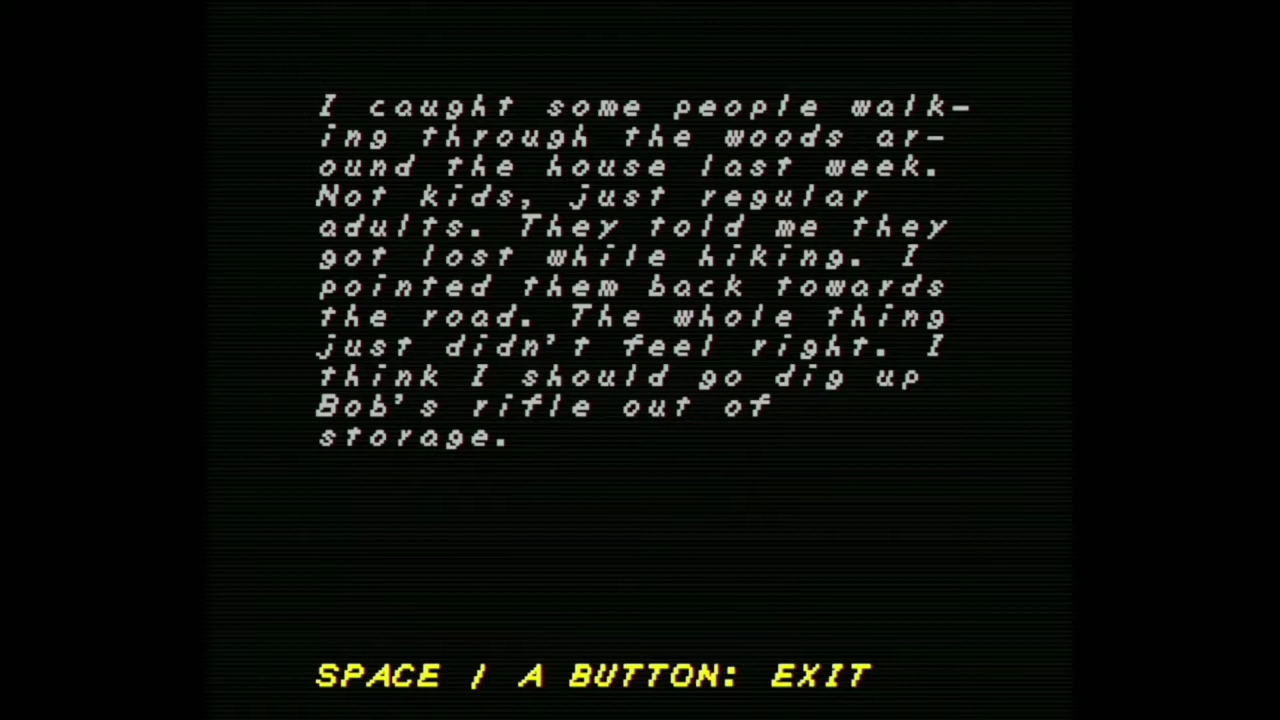 I caught some people walk-
ing through the woods ar-
ound the house last week.
Not kids, just regular
adults. They told me they
got lost while hiking. I
pointed them back towards
the road. The whole thing
just didn't feel right. I
think I should go dig up
Bob's rifle out of
storage.
SPACE / A BUTTON: EXIT